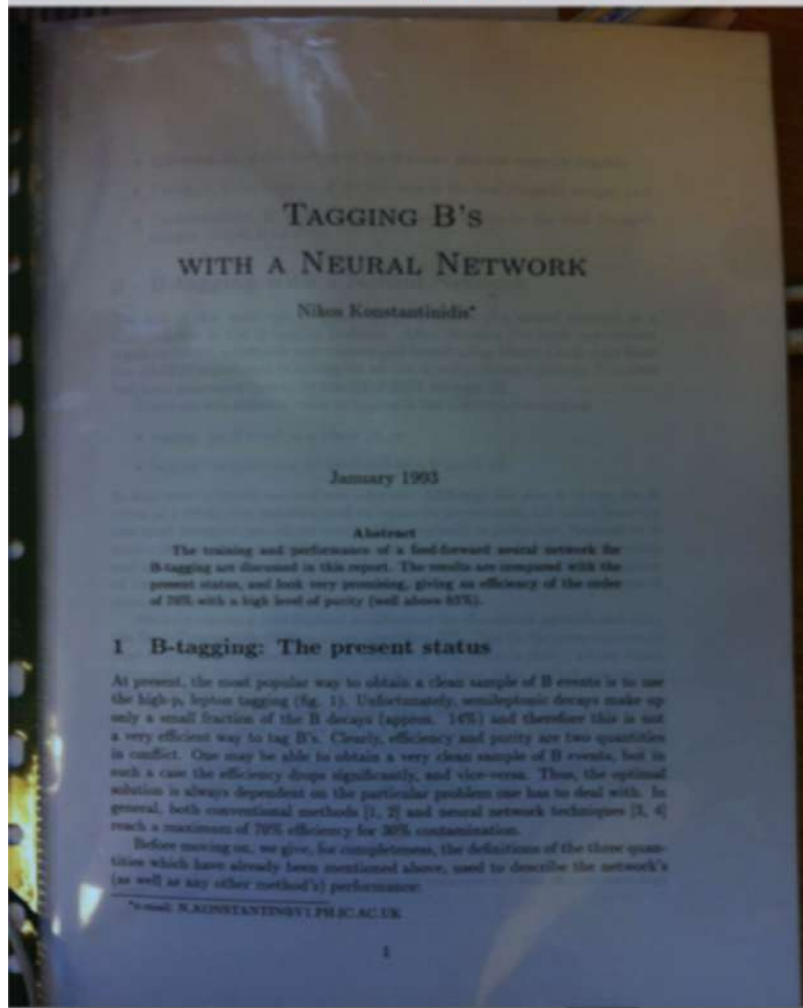 TAGGING B'S
WITH A NEURAL NETWORK
Nikos Konstantinidis*
January 1993
Abstract
The training and performance of a feed-forward neural network for
B-tagging are discussed in this report. The results are compared with the
present status, and look very promising, giving an efficiency of the order
of 70% with a high level of purity (well above 85%).
1 B-tagging: The present status
At present, the most popular way to obtain a clean sample of B events is to use
the high-pₜ lepton tagging (fig. 1). Unfortunately, semileptonic decays make up
only a small fraction of the B decays (approx. 14%) and therefore this is not
a very efficient way to tag B's. Clearly, efficiency and purity are two quantities
in conflict. One may be able to obtain a very clean sample of B events, but in
such a case the efficiency drops significantly, and vice-versa. Thus, the optimal
solution is always dependent on the particular problem one has to deal with. In
general, both conventional methods [1, 2] and neural network techniques [3, 4]
reach a maximum of 70% efficiency for 30% contamination.
Before moving on, we give, for completeness, the definitions of the three quan-
tities which have already been mentioned above, used to describe the network's
(as well as any other method's) performance:
*e-mail:
1